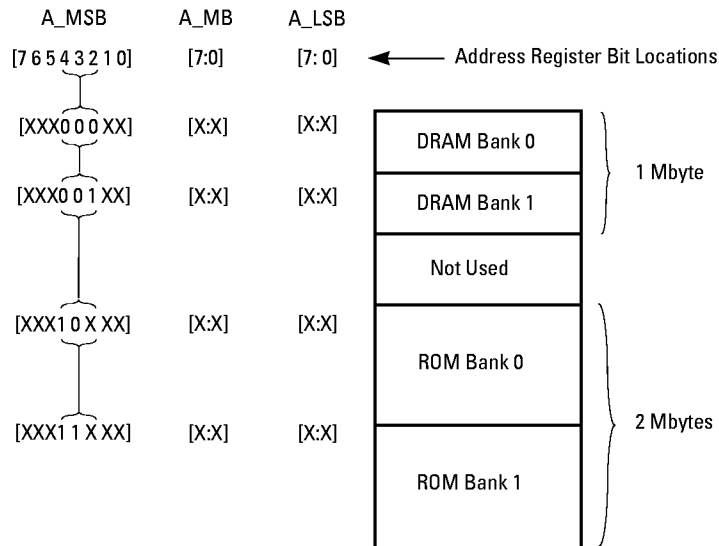 A_MSB A_MB A_LSB
[7 6 5 4 3 2 1 0] [7:0] [7: 0] Address Register Bit Locations
[XXX0 0 0 XX] [X:X] [X:X]
DRAM Bank 0
1 Mbyte
[XXX0 0 1 XX] [X:X] [X:X]
DRAM Bank 1
Not Used
[XXX1 0 X XX] [X:X] [X:X]
ROM Bank 0
2 Mbytes
[XXX1 1 X XX] [X:X] [X:X]
ROM Bank 1